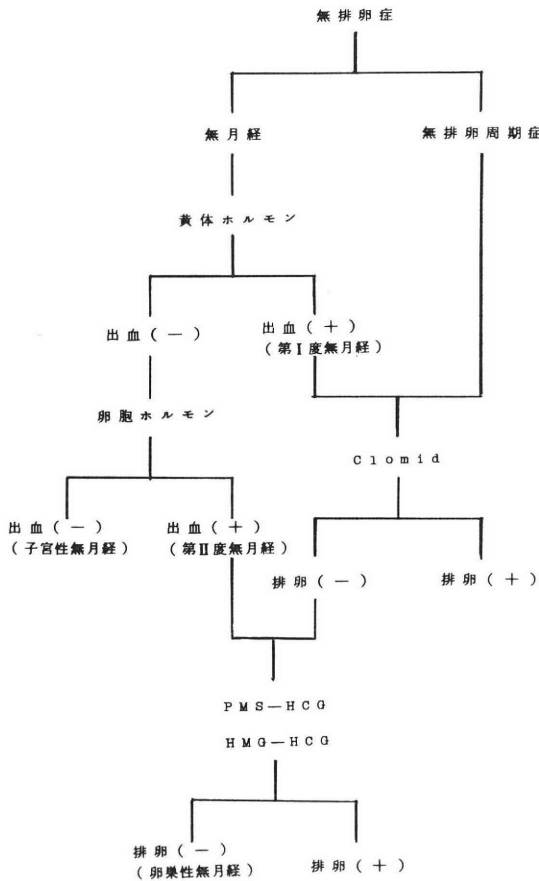 無排卵症
無月経
無排卵周期症
黄体ホルモン
出血(－)
出血(＋)
(第Ⅰ度無月経)
卵胞ホルモン
Clomid
出血(－)
(子宮性無月経)
出血(＋)
(第Ⅱ度無月経)
排卵(－)
排卵(＋)
PMS—HCG
HMG—HCG
排卵(－)
(卵巣性無月経)
排卵(＋)